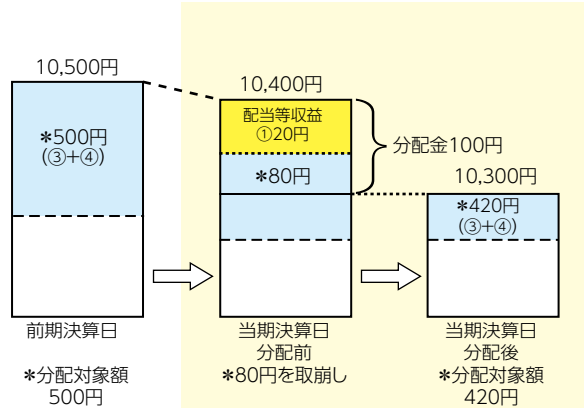 10,500円
*500円
(③+④)
前期決算日
*分配対象額
500円
10,400円
配当等収益
①20円
*80円
分配金100円
当期決算日
分配前
*80円を取崩し
10,300円
*420円
(③+④)
当期決算日
分配後
*分配対象額
420円